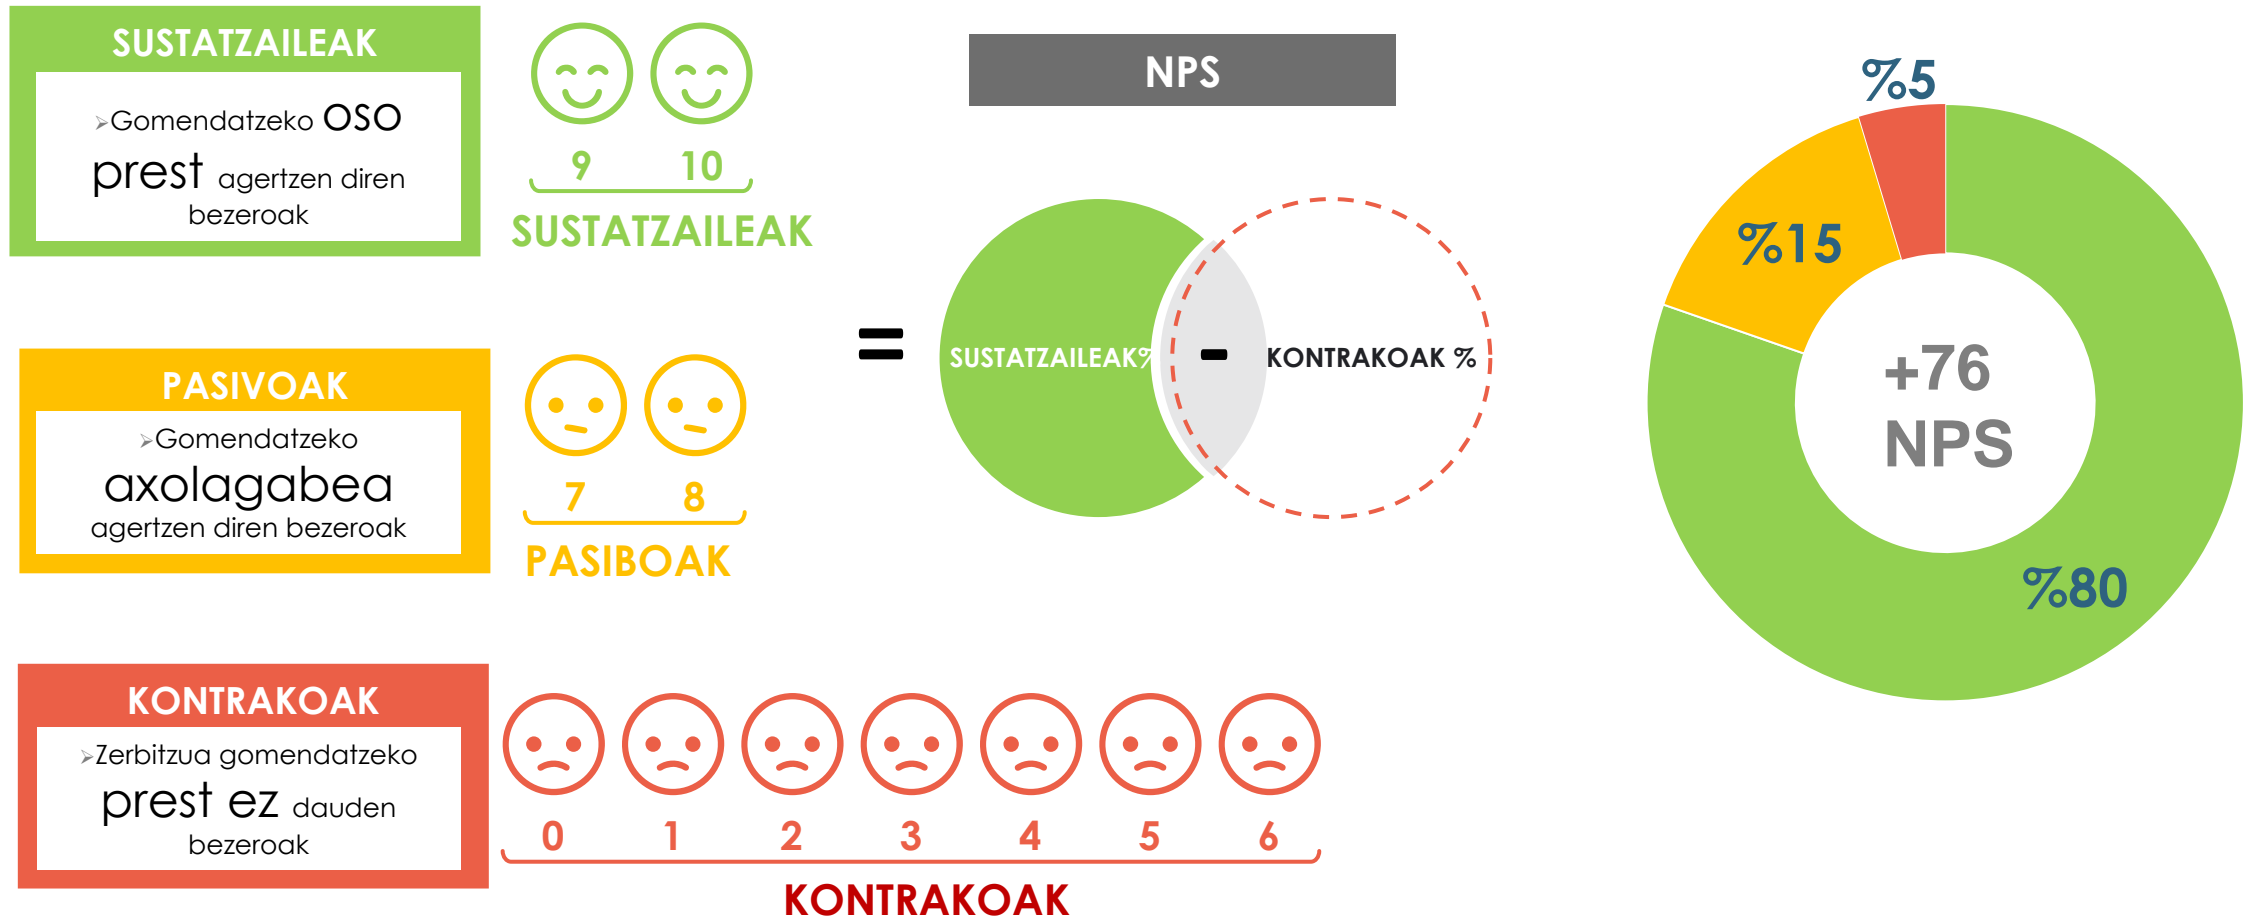 SUSTATZAILEAK
➢Gomendatzeko oso
prest agertzen diren
bezeroak
9 10
SUSTATZAILEAK
PASIVOAK
➢Gomendatzeko
axolagabea
agertzen diren bezeroak
7 8
PASIBOAK
KONTRAKOAK
➢Zerbitzua gomendatzeko
prest ez dauden
bezeroak
0 1 2 3 4 5 6
KONTRAKOAK
NPS
=
SUSTATZAILEAK% - KONTRAKOAK %
%5
%15
+76
NPS
%80